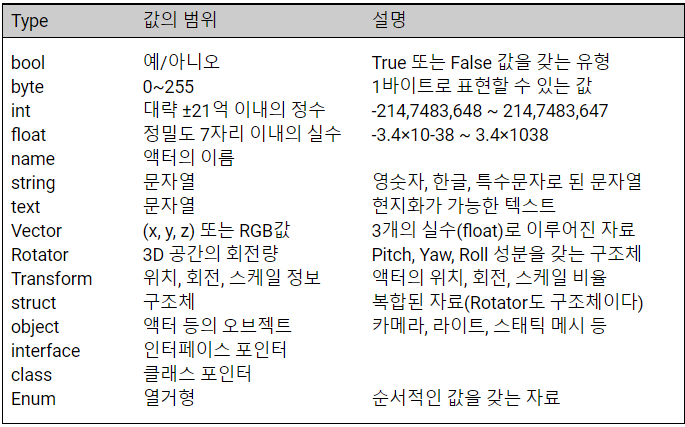 Type 값의 범위 설명
bool 예/아니오 True 또는 False 값을 갖는 유형
byte 0~255 1바이트로 표현할 수 있는 값
int 대략 ±21억 이내의 정수 -214,7483,648 ~ 214,7483,647
float 정밀도 7자리 이내의 실수 -3.4×10-38 ~ 3.4×1038
name 액터의 이름
string 문자열 영숫자, 한글, 특수문자로 된 문자열
text 문자열 현지화가 가능한 텍스트
Vector (x, y, z) 또는 RGB값 3개의 실수(float)로 이루어진 자료
Rotator 3D 공간의 회전량 Pitch, Yaw, Roll 성분을 갖는 구조체
Transform 위치, 회전, 스케일 정보 액터의 위치, 회전, 스케일 비율
struct 구조체 복합된 자료(Rotator도 구조체이다)
object 액터 등의 오브젝트 카메라, 라이트, 스태틱 메시 등
interface 인터페이스 포인터
class 클래스 포인터
Enum 열거형 순서적인 값을 갖는 자료